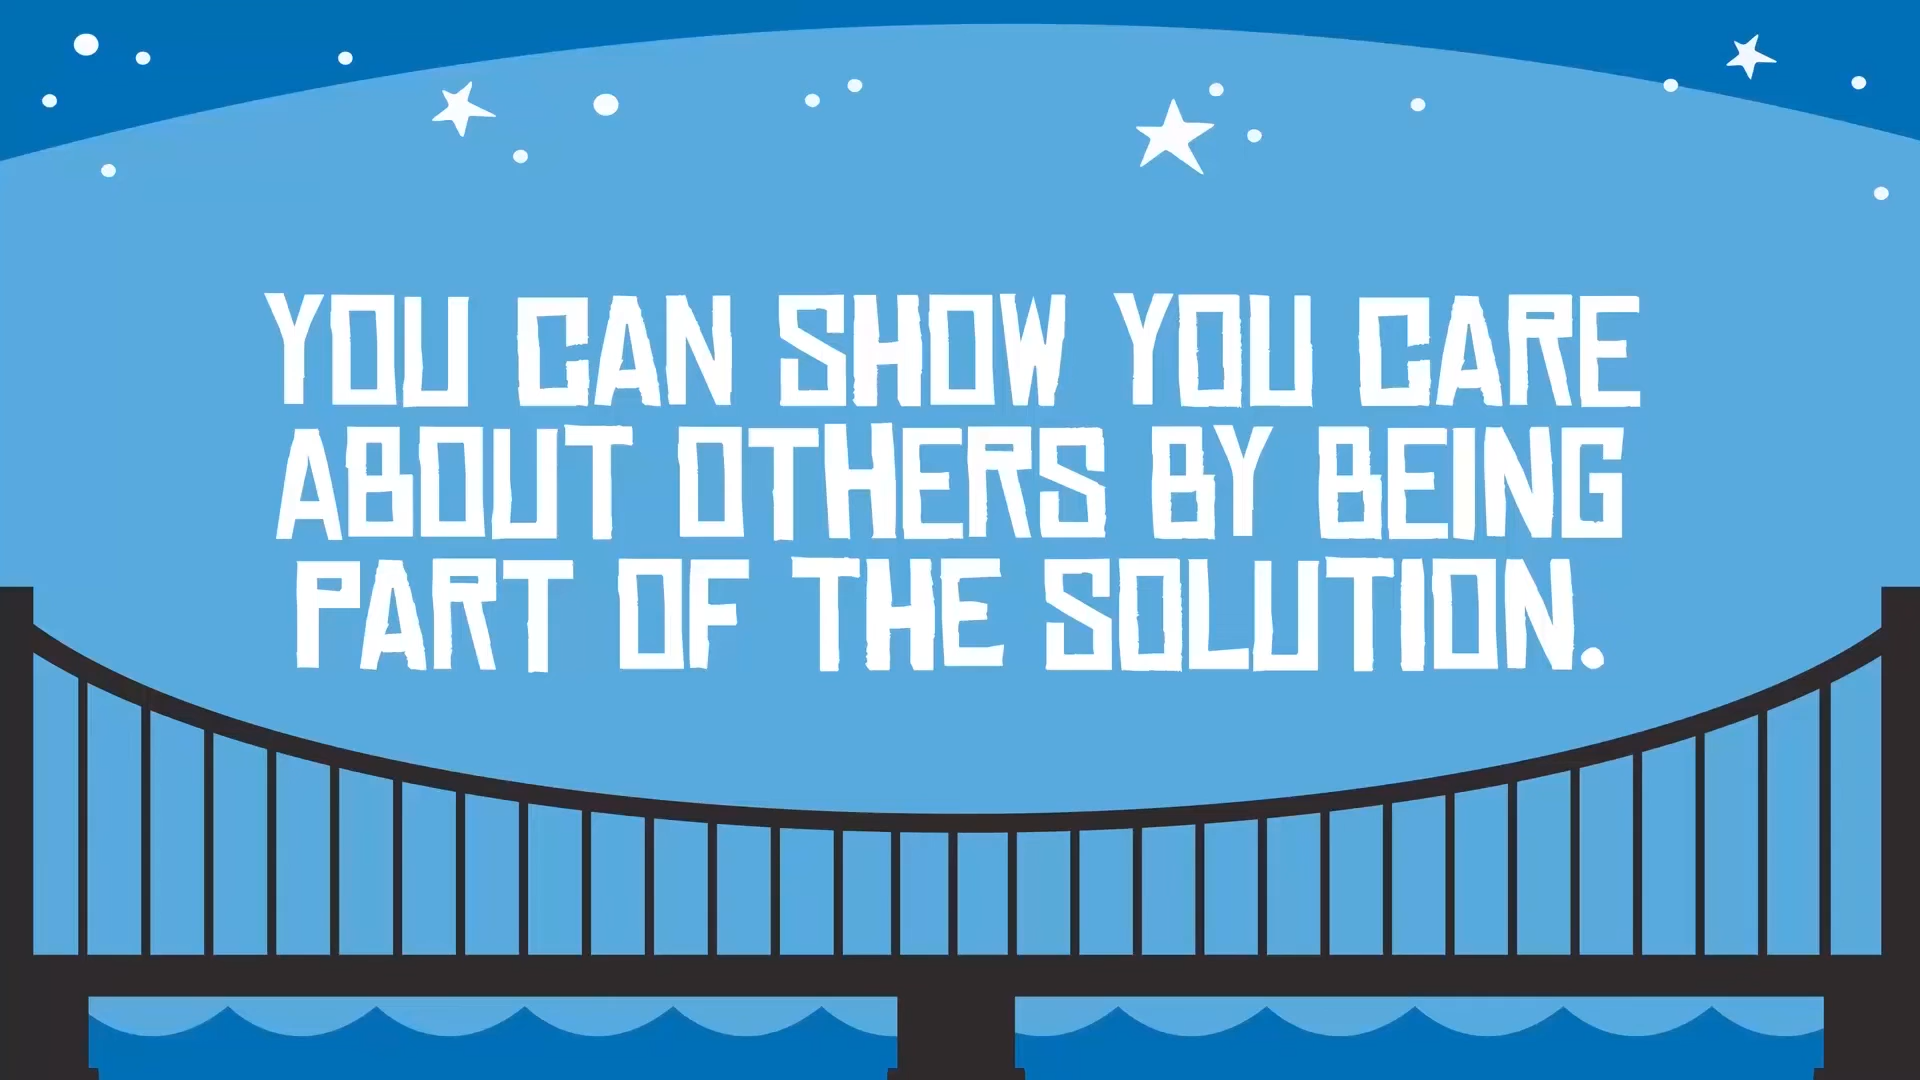 YOU CAN SHOW YOU CARE
ABOUT OTHERS BY BEING
PART OF THE SOLUTION.